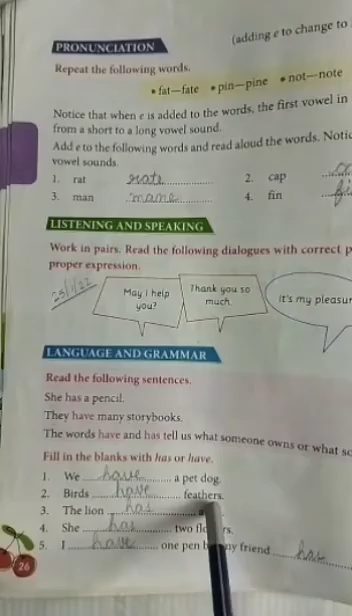 PRONUNCIATION
(adding e to change to
Repeat the following words.
• fat—fate • pin—pine • not—note
Notice that when e is added to the words, the first vowel in
from a short to a long vowel sound.
Add e to the following words and read aloud the words. Notic
vowel sounds.
1. rat rate 2. cap
3. man mane 4. fin
LISTENING AND SPEAKING
Work in pairs. Read the following dialogues with correct p
proper expression.
May I help
you?
Thank you so
much.
It's my pleasur
LANGUAGE AND GRAMMAR
Read the following sentences.
She has a pencil.
They have many storybooks.
The words have and has tell us what someone owns or what so
Fill in the blanks with has or have.
1. We have a pet dog.
2. Birds have feathers.
3. The lion has
4. She has two flo rs.
5. I have one pen b ny friend has
26